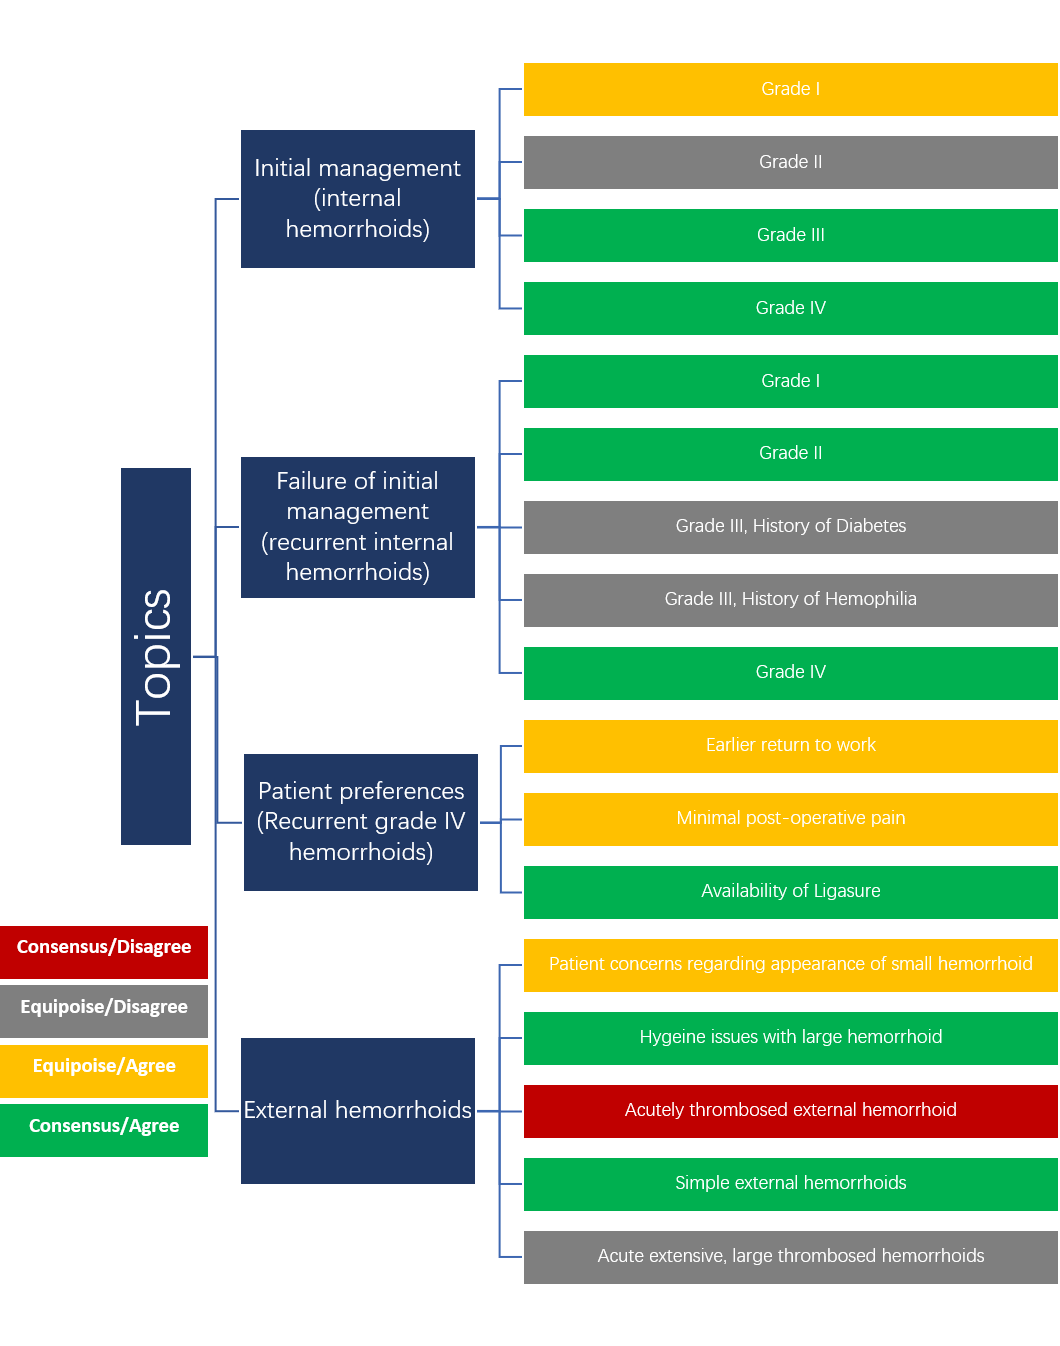 Topics
Initial management
(internal
hemorrhoids)
Grade I
Grade II
Grade III
Grade IV
Failure of initial
management
(recurrent internal
hemorrhoids)
Grade I
Grade II
Grade III, History of Diabetes
Grade III, History of Hemophilia
Grade IV
Patient preferences
(Recurrent grade IV
hemorrhoids)
Earlier return to work
Minimal post-operative pain
Availability of Ligasure
External hemorrhoids
Patient concerns regarding appearance of small hemorrhoid
Hygeine issues with large hemorrhoid
Acutely thrombosed external hemorrhoid
Simple external hemorrhoids
Acute extensive, large thrombosed hemorrhoids
Consensus/Disagree
Equipoise/Disagree
Equipoise/Agree
Consensus/Agree